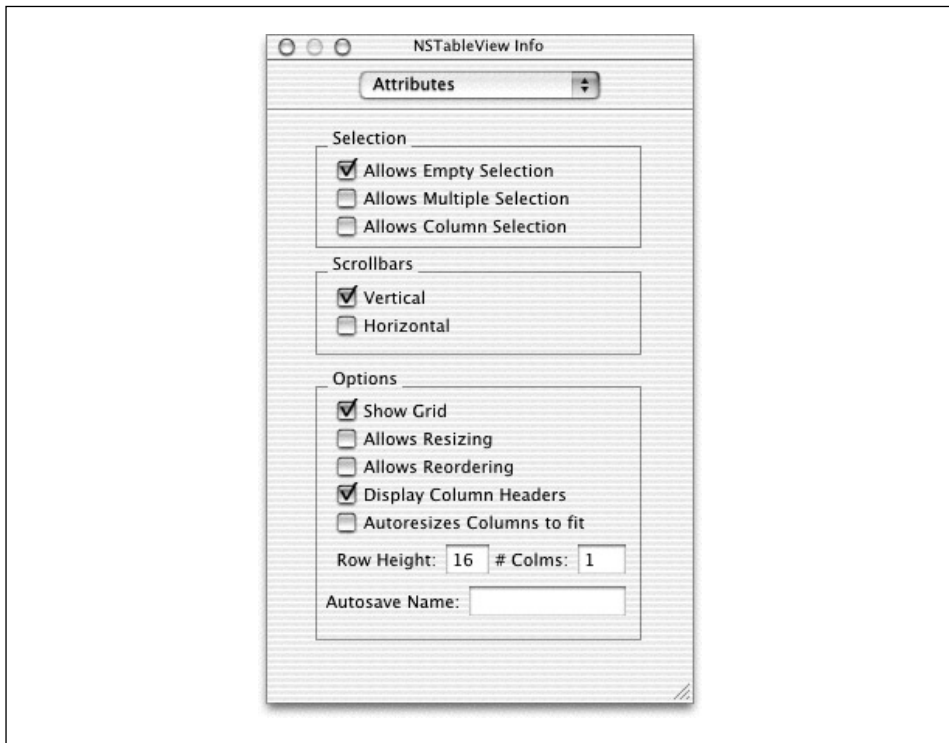 NSTableView Info
Attributes
Selection
Allows Empty Selection
Allows Multiple Selection
Allows Column Selection
Scrollbars
Vertical
Horizontal
Options
Show Grid
Allows Resizing
Allows Reordering
Display Column Headers
Autoresizes Columns to fit
Row Height: 16 # Colms: 1
Autosave Name: